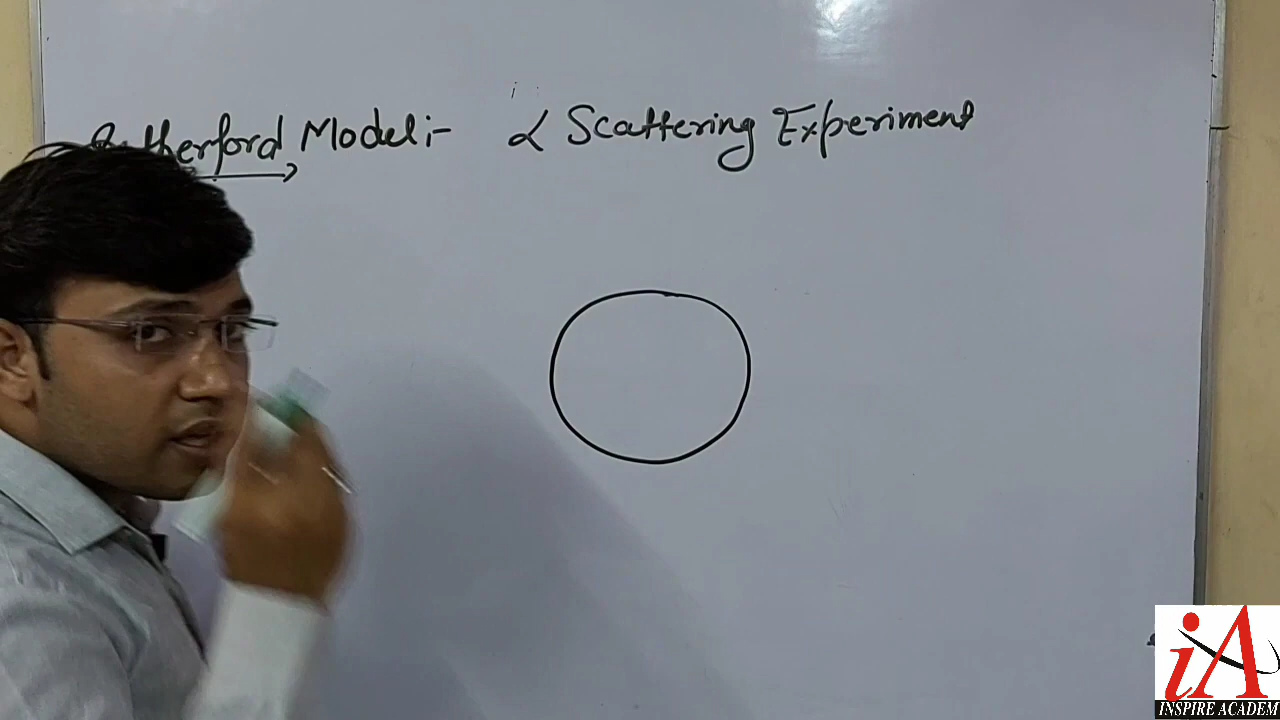 Rutherford Model:- α Scattering Experiment
iA
INSPIRE ACADEM